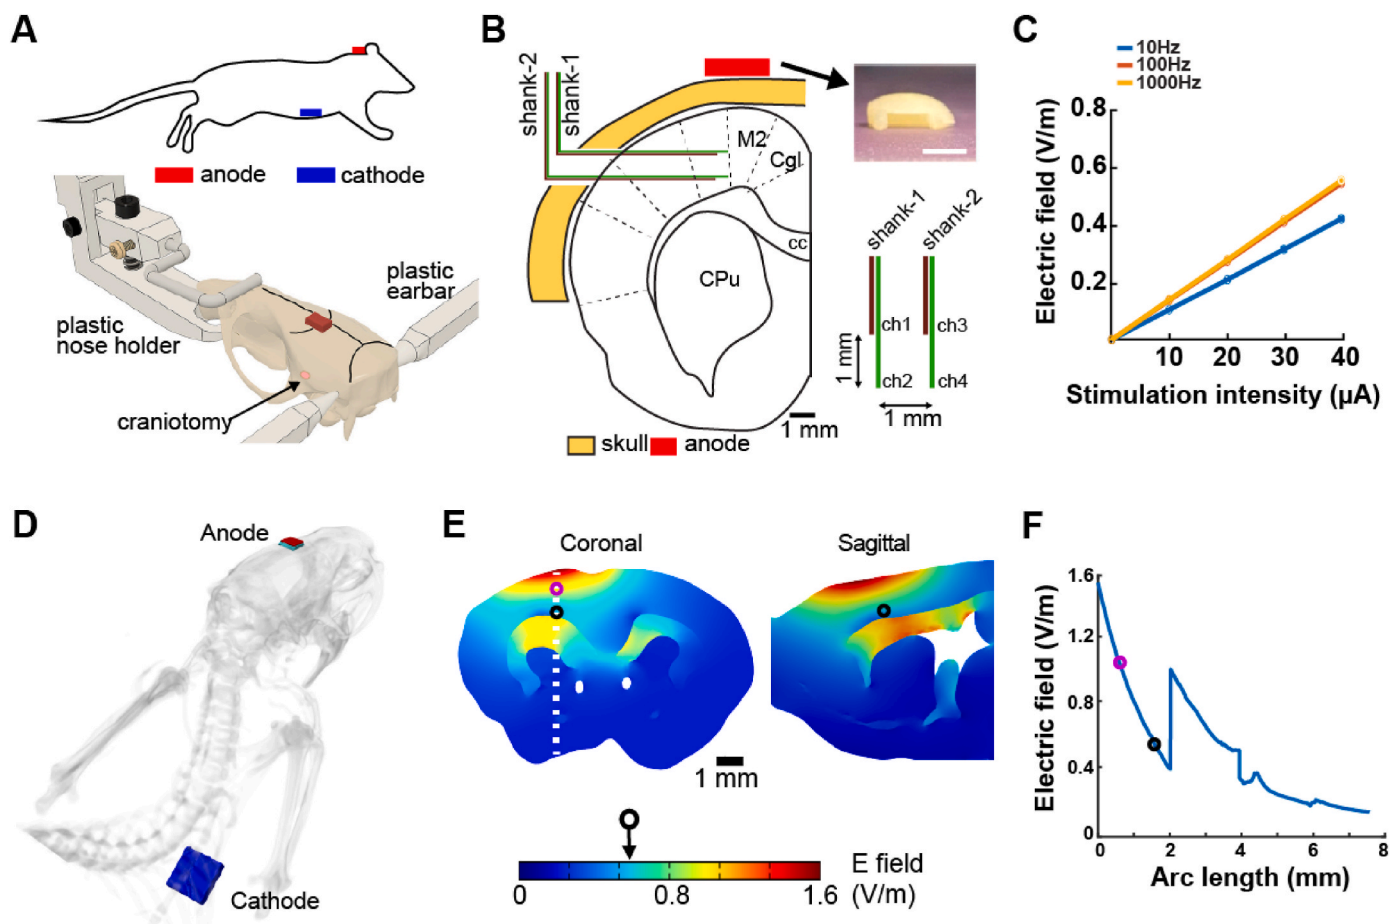 A
anode
cathode
plastic
earbar
plastic
nose holder
craniotomy
B
shank-2
shank-1
M2
Cgl
cc
CPu
shank-1
shank-2
ch1
ch3
1 mm
ch2
ch4
1 mm
1 mm
skull
anode
C
10Hz
100Hz
1000Hz
Electric field (V/m)
0.8
0.6
0.4
0.2
10
20
30
40
Stimulation intensity (µA)
D
Anode
Cathode
E
Coronal
Sagittal
1 mm
0
0.8
1.6
E field
(V/m)
F
Electric field (V/m)
1.6
1.2
0.8
0.4
0
0
2
4
6
8
Arc length (mm)